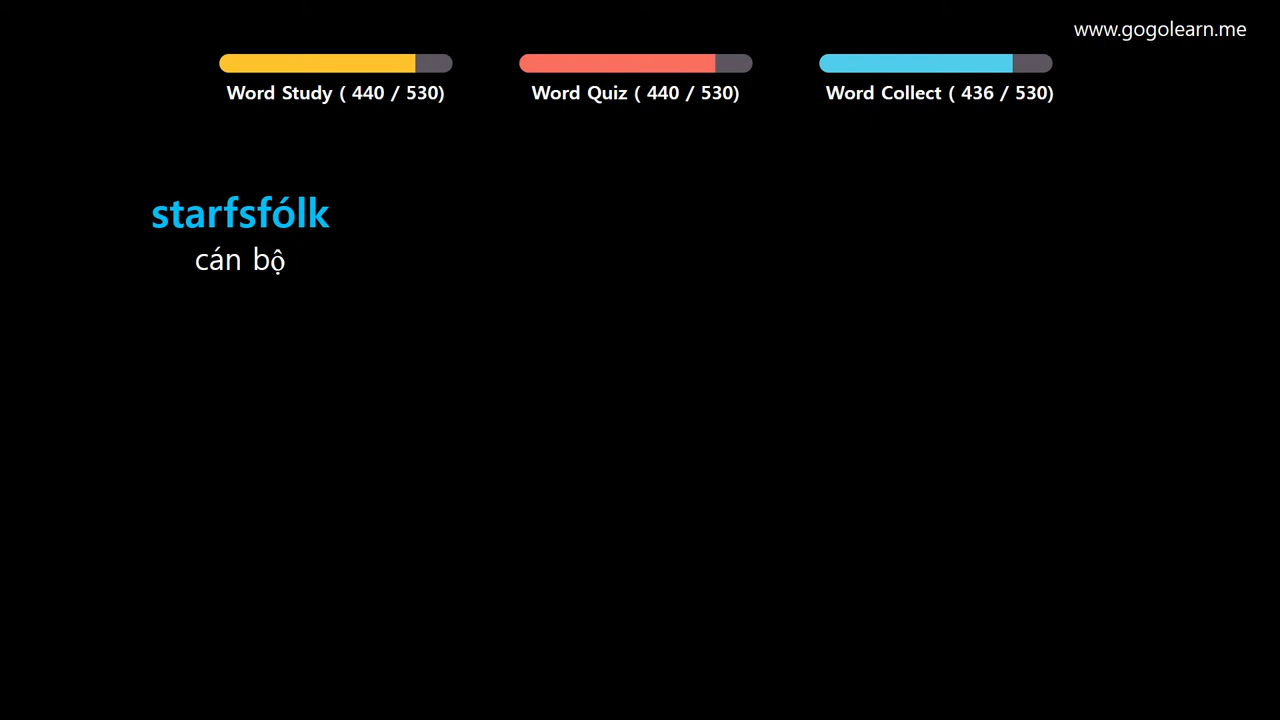 www.gogolearn.me
Word Study ( 440 / 530)
Word Quiz ( 440 / 530)
Word Collect ( 436 / 530)
starfsfólk
cán bộ